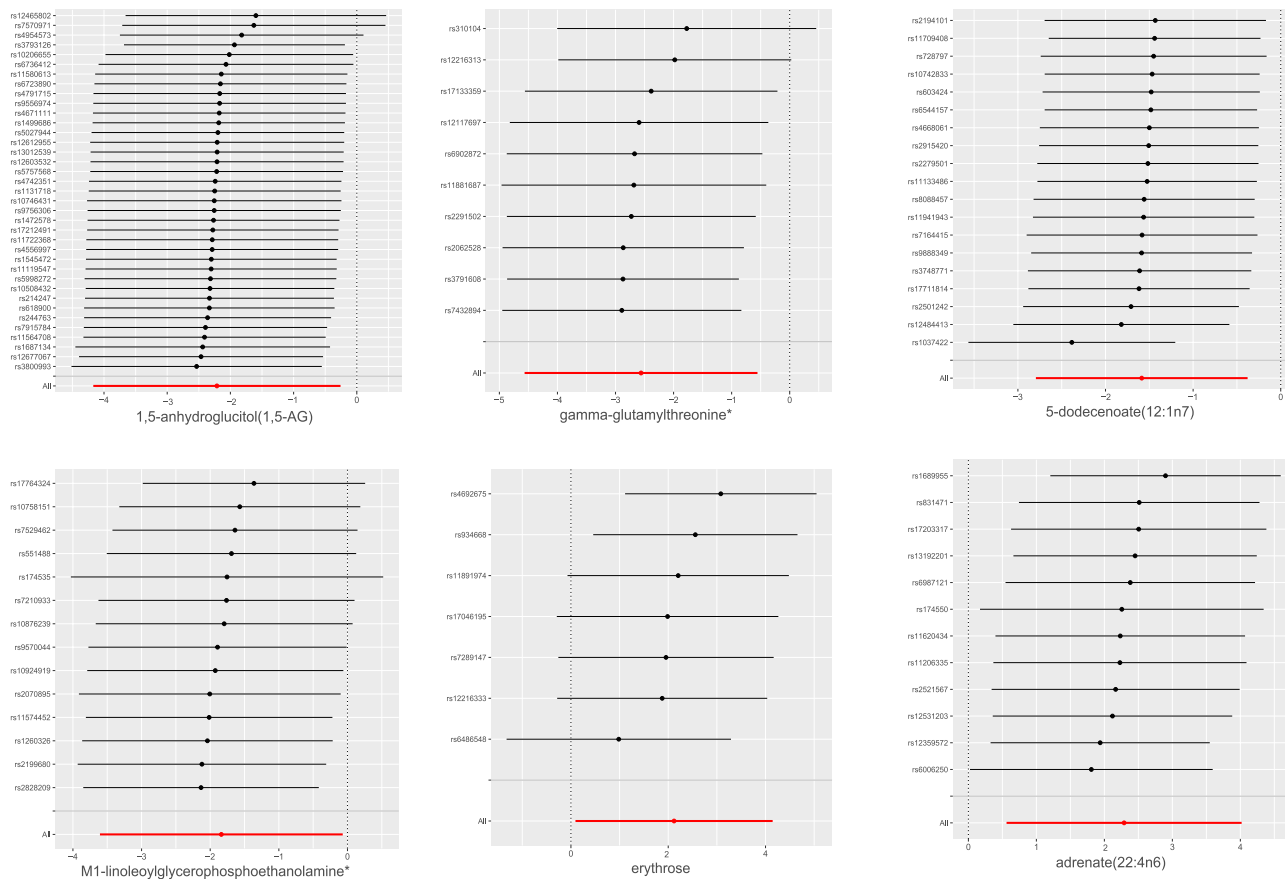 rs12465802
rs7570971
rs4954573
rs3793126
rs10206655
rs6736412
rs11580613
rs6723890
rs4791715
rs9556974
rs4671111
rs1499686
rs5027944
rs12612955
rs13012539
rs12603532
rs5757568
rs4742351
rs1131718
rs10746431
rs9756306
rs1472578
rs17212491
rs11722368
rs4556997
rs1545472
rs11119547
rs5998272
rs10508432
rs214247
rs618900
rs244763
rs7915784
rs11564708
rs1687134
rs12677067
rs3800993
All
−4 −3 −2 −1 0
1,5-anhydroglucitol(1,5-AG)
rs310104
rs12216313
rs17133359
rs12117697
rs6902872
rs11881687
rs2291502
rs2062528
rs3791608
rs7432894
All
−5 −4 −3 −2 −1 0
gamma-glutamylthreonine*
rs2194101
rs11709408
rs728797
rs10742833
rs603424
rs6544157
rs4668061
rs2915420
rs2279501
rs11133486
rs8088457
rs11941943
rs7164415
rs9888349
rs3748771
rs17711814
rs2501242
rs12484413
rs1037422
All
−3 −2 −1 0
5-dodecenoate(12:1n7)
rs17764324
rs10758151
rs7529462
rs551488
rs174535
rs7210933
rs10876239
rs9570044
rs10924919
rs2070895
rs11574452
rs1260326
rs2199680
rs2828209
All
−4 −3 −2 −1 0
M1-linoleoylglycerophosphoethanolamine*
rs4692675
rs934668
rs11891974
rs17046195
rs7289147
rs12216333
rs6486548
All
0 2 4
erythrose
rs1689955
rs831471
rs17203317
rs13192201
rs6987121
rs174550
rs11620434
rs11206335
rs2521567
rs12531203
rs12359572
rs6006250
All
0 1 2 3 4
adrenate(22:4n6)